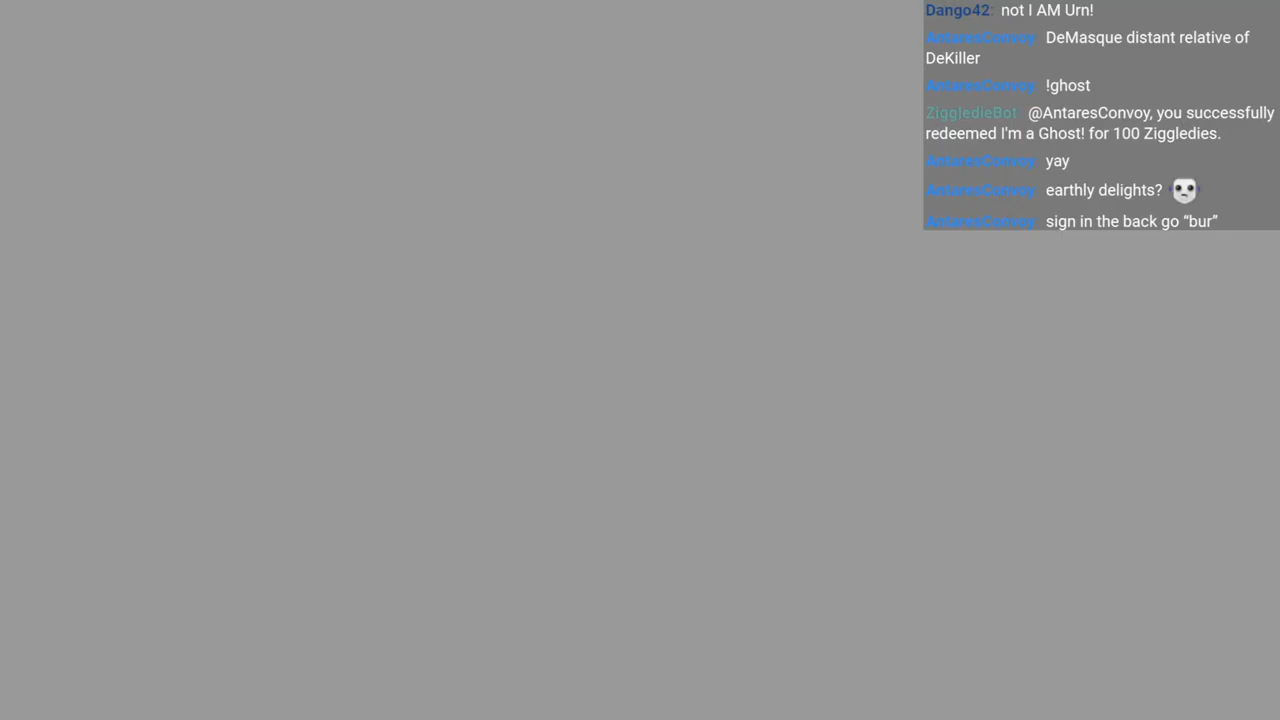 Dango42: not I AM Urn!
AntaresConvoy: DeMasque distant relative of
DeKiller
AntaresConvoy: !ghost
ZiggledieBot: @AntaresConvoy, you successfully
redeemed I'm a Ghost! for 100 Ziggledies.
AntaresConvoy: yay
AntaresConvoy: earthly delights?
AntaresConvoy: sign in the back go “bur”